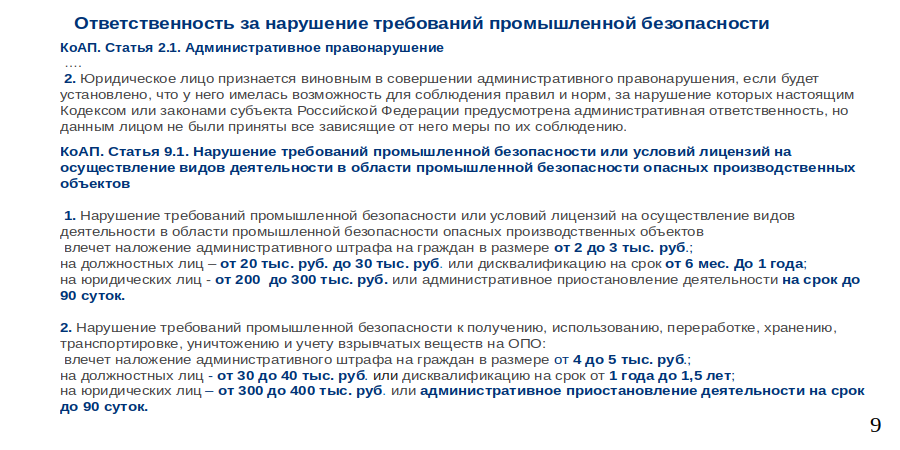 Ответственность за нарушение требований промышленной безопасности
КоАП. Статья 2.1. Административное правонарушение
….
2. Юридическое лицо признается виновным в совершении административного правонарушения, если будет
установлено, что у него имелась возможность для соблюдения правил и норм, за нарушение которых настоящим
Кодексом или законами субъекта Российской Федерации предусмотрена административная ответственность, но
данным лицом не были приняты все зависящие от него меры по их соблюдению.
КоАП. Статья 9.1. Нарушение требований промышленной безопасности или условий лицензий на
осуществление видов деятельности в области промышленной безопасности опасных производственных
объектов
1. Нарушение требований промышленной безопасности или условий лицензий на осуществление видов
деятельности в области промышленной безопасности опасных производственных объектов
влечет наложение административного штрафа на граждан в размере от 2 до 3 тыс. руб.;
на должностных лиц – от 20 тыс. руб. до 30 тыс. руб. или дисквалификацию на срок от 6 мес. До 1 года;
на юридических лиц - от 200  до 300 тыс. руб. или административное приостановление деятельности на срок до
90 суток.
2. Нарушение требований промышленной безопасности к получению, использованию, переработке, хранению,
транспортировке, уничтожению и учету взрывчатых веществ на ОПО:
влечет наложение административного штрафа на граждан в размере от 4 до 5 тыс. руб.;
на должностных лиц - от 30 до 40 тыс. руб. или дисквалификацию на срок от 1 года до 1,5 лет;
на юридических лиц – от 300 до 400 тыс. руб. или административное приостановление деятельности на срок
до 90 суток.
9